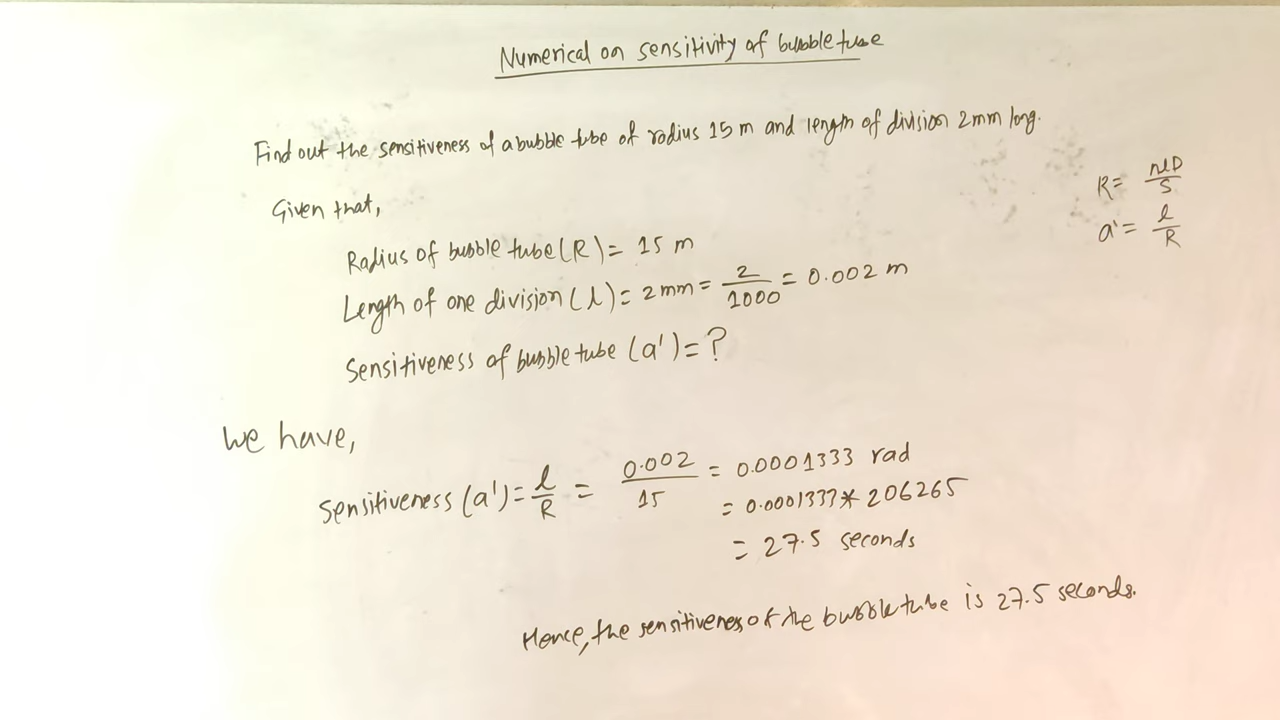 Numerical on sensitivity of bubble tube
Find out the sensitiveness of a bubble tube of radius 15 m and length of division 2mm long.
Given that,
R = nlD/S
a' = l/R
Radius of bubble tube (R) = 15 m
Length of one division (l) = 2 mm = 2/1000 = 0.002 m
Sensitiveness of bubble tube (a') = ?
We have,
Sensitiveness (a') = l/R = 0.002/15 = 0.0001333 rad
= 0.0001333 * 206265
= 27.5 seconds
Hence, the sensitiveness of the bubble tube is 27.5 seconds.